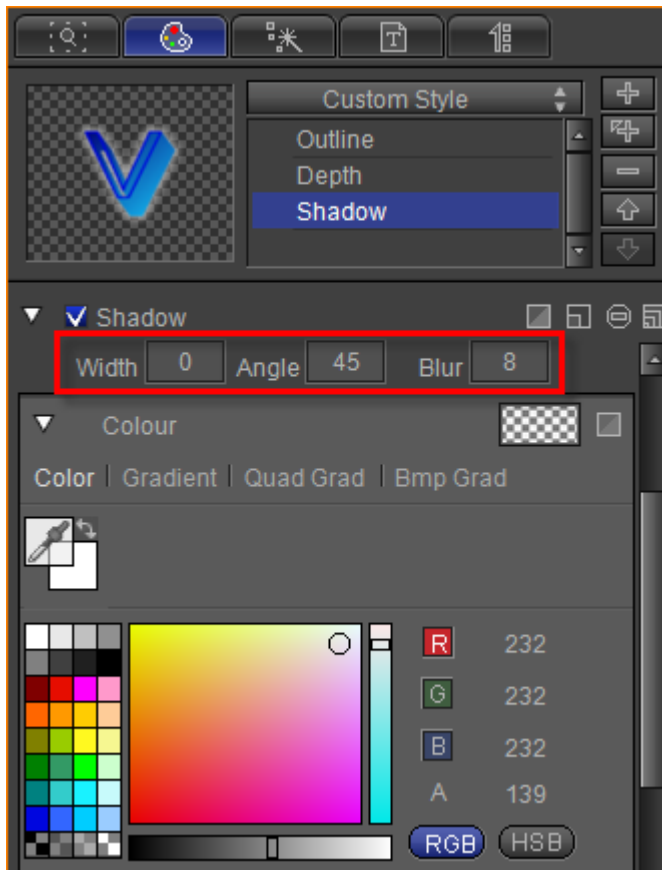 Custom Style
Outline
Depth
Shadow
Shadow
Width 0 Angle 45 Blur 8
Colour
Color | Gradient | Quad Grad | Bmp Grad
R 232
G 232
B 232
A 139
RGB HSB